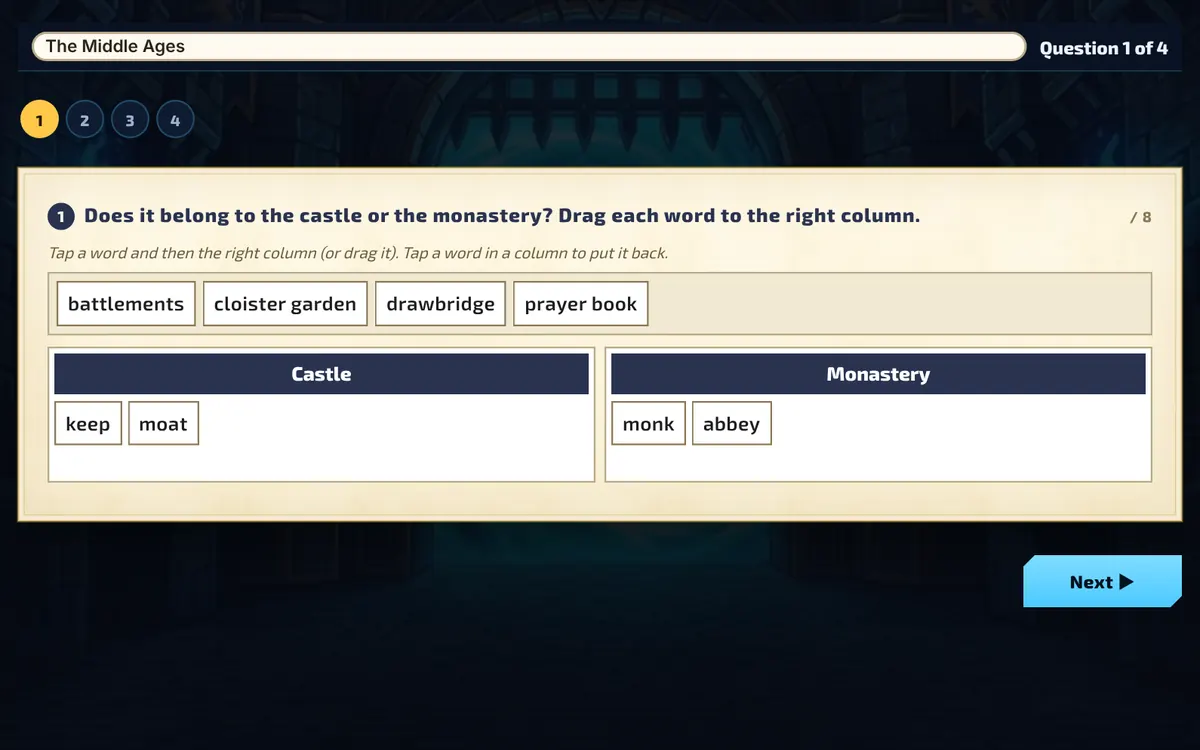 The Middle Ages
Question 1 of 4
1 2 3 4
1 Does it belong to the castle or the monastery? Drag each word to the right column. / 8
Tap a word and then the right column (or drag it). Tap a word in a column to put it back.
battlements cloister garden drawbridge prayer book
Castle Monastery
keep moat monk abbey
Next ▶